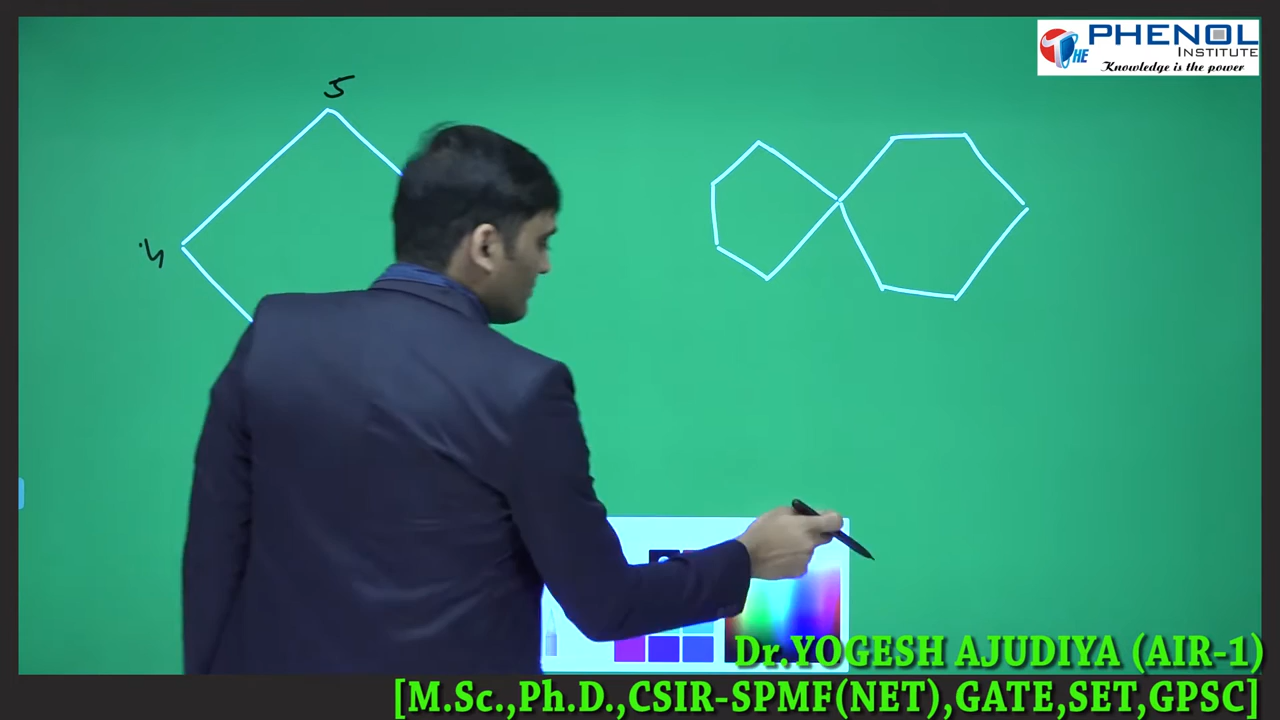 THE PHENOL
INSTITUTE
Knowledge is the power
5
4
Dr.YOGESH AJUDIYA (AIR-1)
[M.Sc.,Ph.D.,CSIR-SPMF(NET),GATE,SET,GPSC]